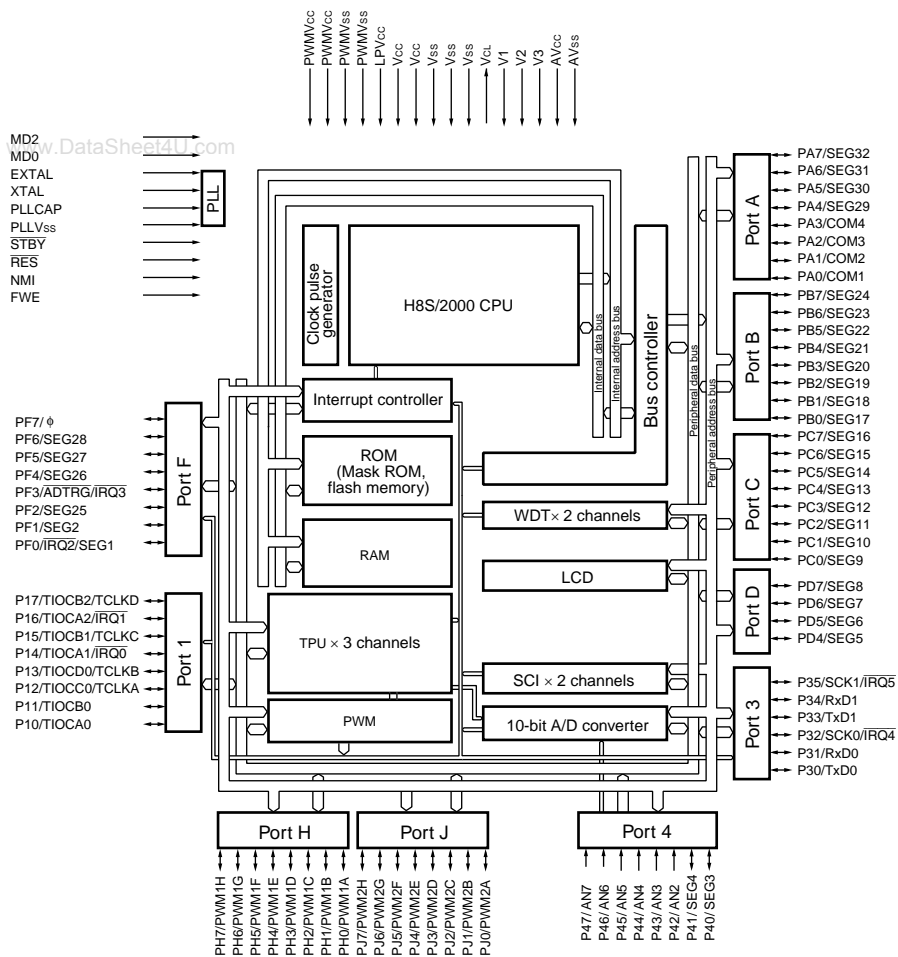 PWMVcc
PWMVcc
PWMVss
PWMVss
LPVcc
Vcc
Vcc
Vss
Vss
Vss
VCL
V1
V2
V3
AVcc
AVss
www.DataSheet4U.com
MD2
MD0
EXTAL
XTAL
PLLCAP
PLLVss
STBY
RES
NMI
FWE
PLL
Clock pulse
generator
H8S/2000 CPU
Internal data bus
Internal address bus
Bus controller
Peripheral data bus
Peripheral address bus
Interrupt controller
ROM
(Mask ROM,
flash memory)
RAM
WDT × 2 channels
LCD
TPU × 3 channels
SCI × 2 channels
PWM
10-bit A/D converter
Port A
PA7/SEG32
PA6/SEG31
PA5/SEG30
PA4/SEG29
PA3/COM4
PA2/COM3
PA1/COM2
PA0/COM1
Port B
PB7/SEG24
PB6/SEG23
PB5/SEG22
PB4/SEG21
PB3/SEG20
PB2/SEG19
PB1/SEG18
PB0/SEG17
Port C
PC7/SEG16
PC6/SEG15
PC5/SEG14
PC4/SEG13
PC3/SEG12
PC2/SEG11
PC1/SEG10
PC0/SEG9
Port D
PD7/SEG8
PD6/SEG7
PD5/SEG6
PD4/SEG5
Port 3
P35/SCK1/IRQ5
P34/RxD1
P33/TxD1
P32/SCK0/IRQ4
P31/RxD0
P30/TxD0
PF7/ φ
PF6/SEG28
PF5/SEG27
PF4/SEG26
PF3/ADTRG/IRQ3
PF2/SEG25
PF1/SEG2
PF0/IRQ2/SEG1
Port F
P17/TIOCB2/TCLKD
P16/TIOCA2/IRQ1
P15/TIOCB1/TCLKC
P14/TIOCA1/IRQ0
P13/TIOCD0/TCLKB
P12/TIOCC0/TCLKA
P11/TIOCB0
P10/TIOCA0
Port 1
Port H
Port J
Port 4
PH7/PWM1H
PH6/PWM1G
PH5/PWM1F
PH4/PWM1E
PH3/PWM1D
PH2/PWM1C
PH1/PWM1B
PH0/PWM1A
PJ7/PWM2H
PJ6/PWM2G
PJ5/PWM2F
PJ4/PWM2E
PJ3/PWM2D
PJ2/PWM2C
PJ1/PWM2B
PJ0/PWM2A
P47/ AN7
P46/ AN6
P45/ AN5
P44/ AN4
P43/ AN3
P42/ AN2
P41/ SEG4
P40/ SEG3